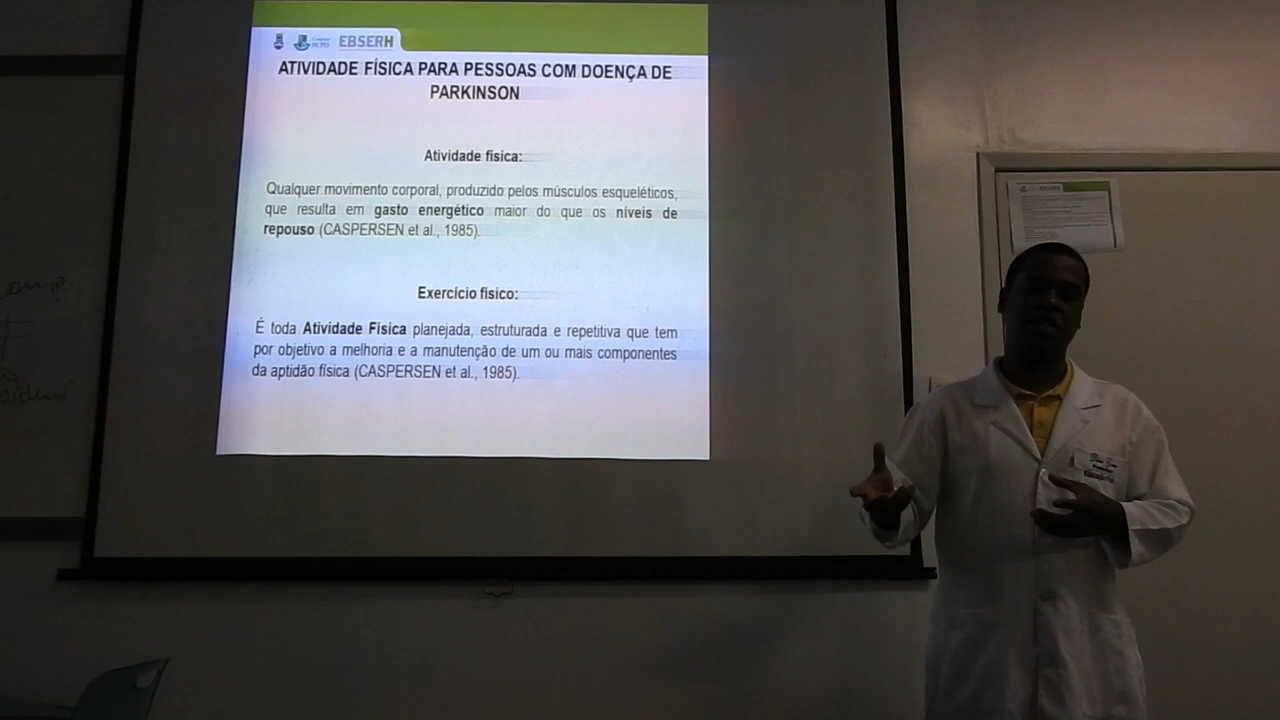 EBSERH
ATIVIDADE FÍSICA PARA PESSOAS COM DOENÇA DE
PARKINSON
Atividade física:
Qualquer movimento corporal, produzido pelos músculos esqueléticos,
que resulta em gasto energético maior do que os níveis de
repouso (CASPERSEN et al., 1985).
Exercício físico:
É toda Atividade Física planejada, estruturada e repetitiva que tem
por objetivo a melhoria e a manutenção de um ou mais componentes
da aptidão física (CASPERSEN et al., 1985).
EBSERH